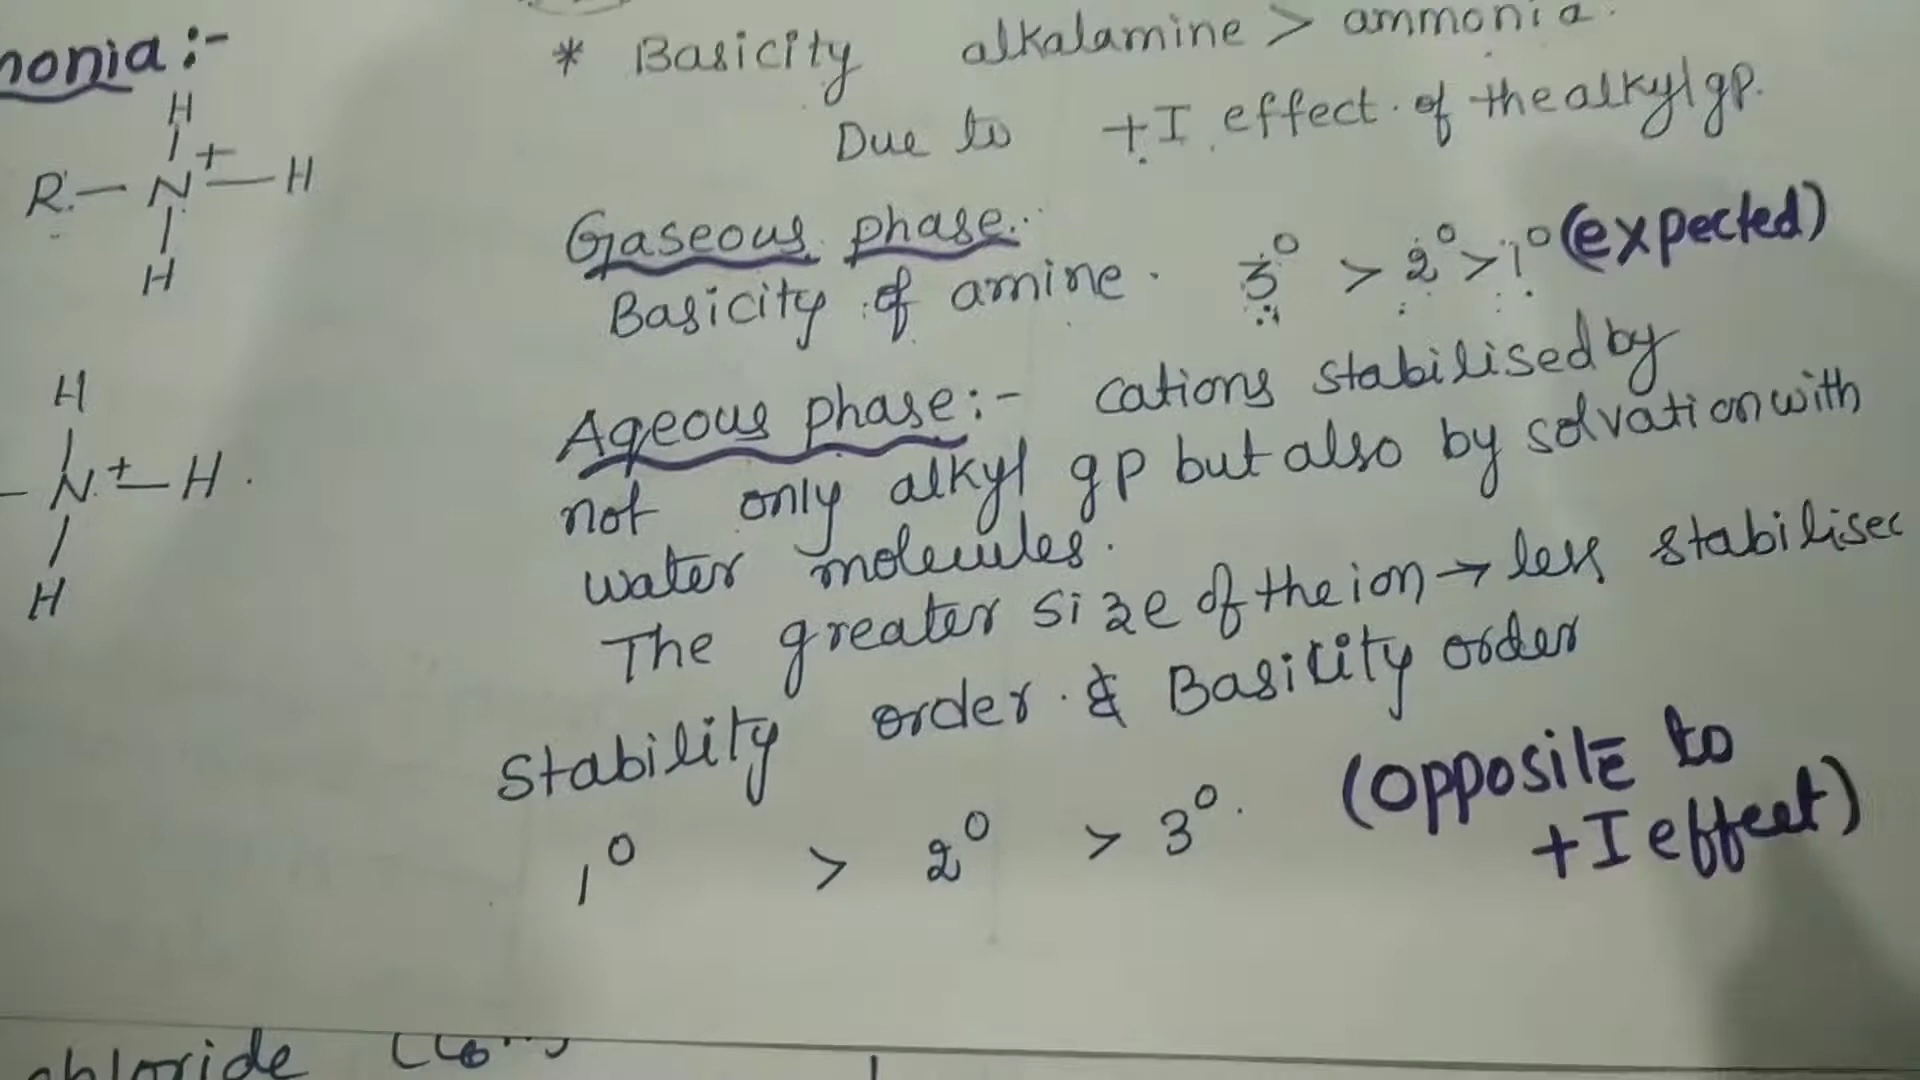 monia :-
H
R - N+ - H
H
H
- N+ - H.
H
* Basicity alkalamine > ammonia.
Due to +I effect of the alkyl gp.
Gaseous phase.
Basicity of amine. 3° > 2° > 1° (expected)
Aqeous phase :- cations stabilised by
not only alkyl gp but also by solvation with
water molecules.
The greater size of the ion → less stabilisec
Stability order & Basicity order
1° > 2° > 3°. (opposite to
+I effect)
chloride